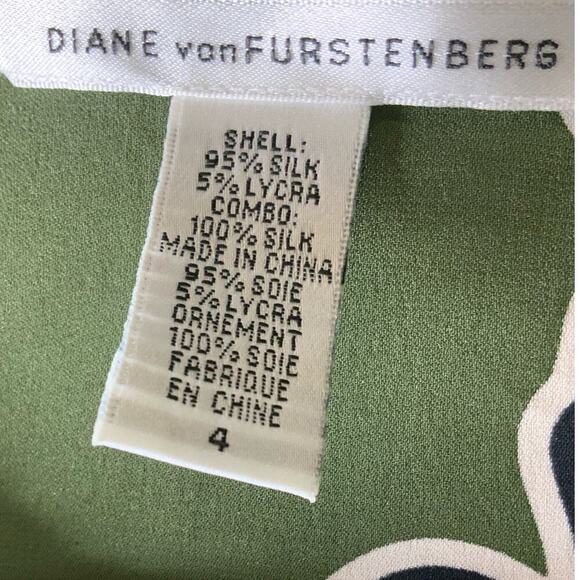 DIANE vonFURSTENBERG
SHELL:
95% SILK
5% LYCRA
COMBO:
100% SILK
MADE IN CHINA
95% SOIE
5% LYCRA
ORNEMENT
100% SOIE
FABRIQUE
EN CHINE
4